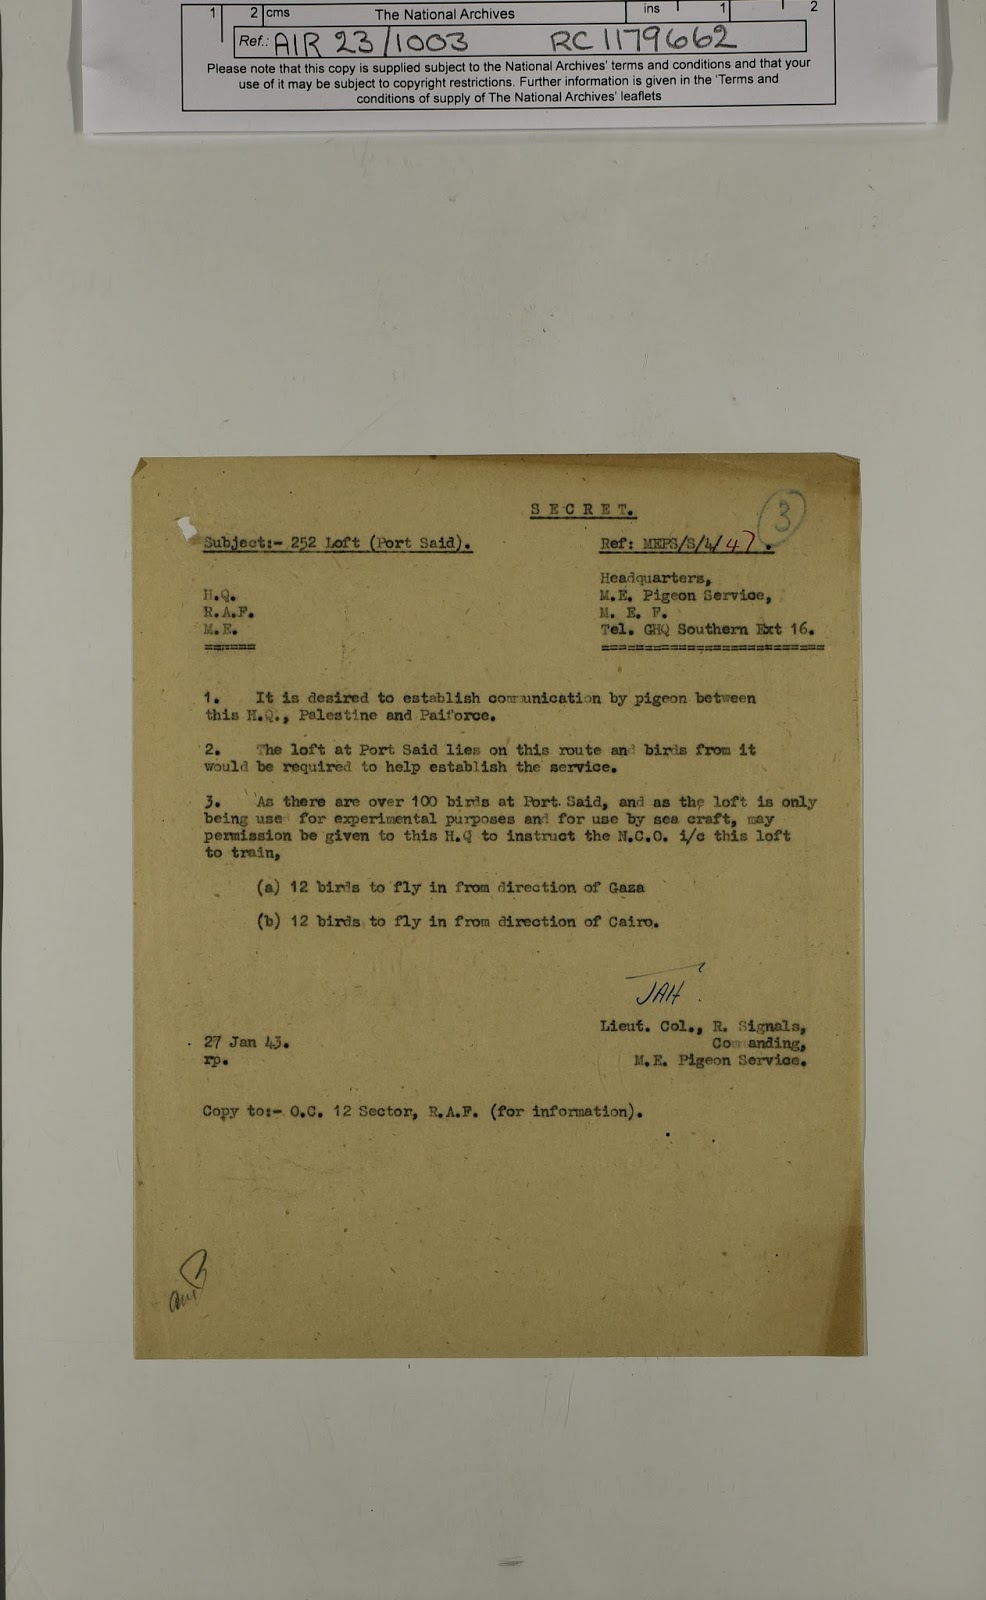 1 2 cms The National Archives ins 1 2
Ref.: AIR 23/1003 RC 1179662
Please note that this copy is supplied subject to the National Archives' terms and conditions and that your
use of it may be subject to copyright restrictions. Further information is given in the 'Terms and
conditions of supply of The National Archives' leaflets
SECRET.
3
Subject:- 252 Loft (Port Said).
Ref: MEPS/S/4/47.
H.Q.
R.A.F.
M.E.
======
Headquarters,
M.E. Pigeon Service,
M. E. F.
Tel. GHQ Southern Ext 16.
==========================
1. It is desired to establish communication by pigeon between
this H.Q., Palestine and Paiforce.
2. The loft at Port Said lies on this route and birds from it
would be required to help establish the service.
3. As there are over 100 birds at Port Said, and as the loft is only
being used for experimental purposes and for use by sea craft, may
permission be given to this H.Q to instruct the N.C.O. i/c this loft
to train,
(a) 12 birds to fly in from direction of Gaza
(b) 12 birds to fly in from direction of Cairo.
JAH.
Lieut. Col., R. Signals,
Commanding,
M.E. Pigeon Service.
27 Jan 43.
rp.
Copy to:- O.C. 12 Sector, R.A.F. (for information).